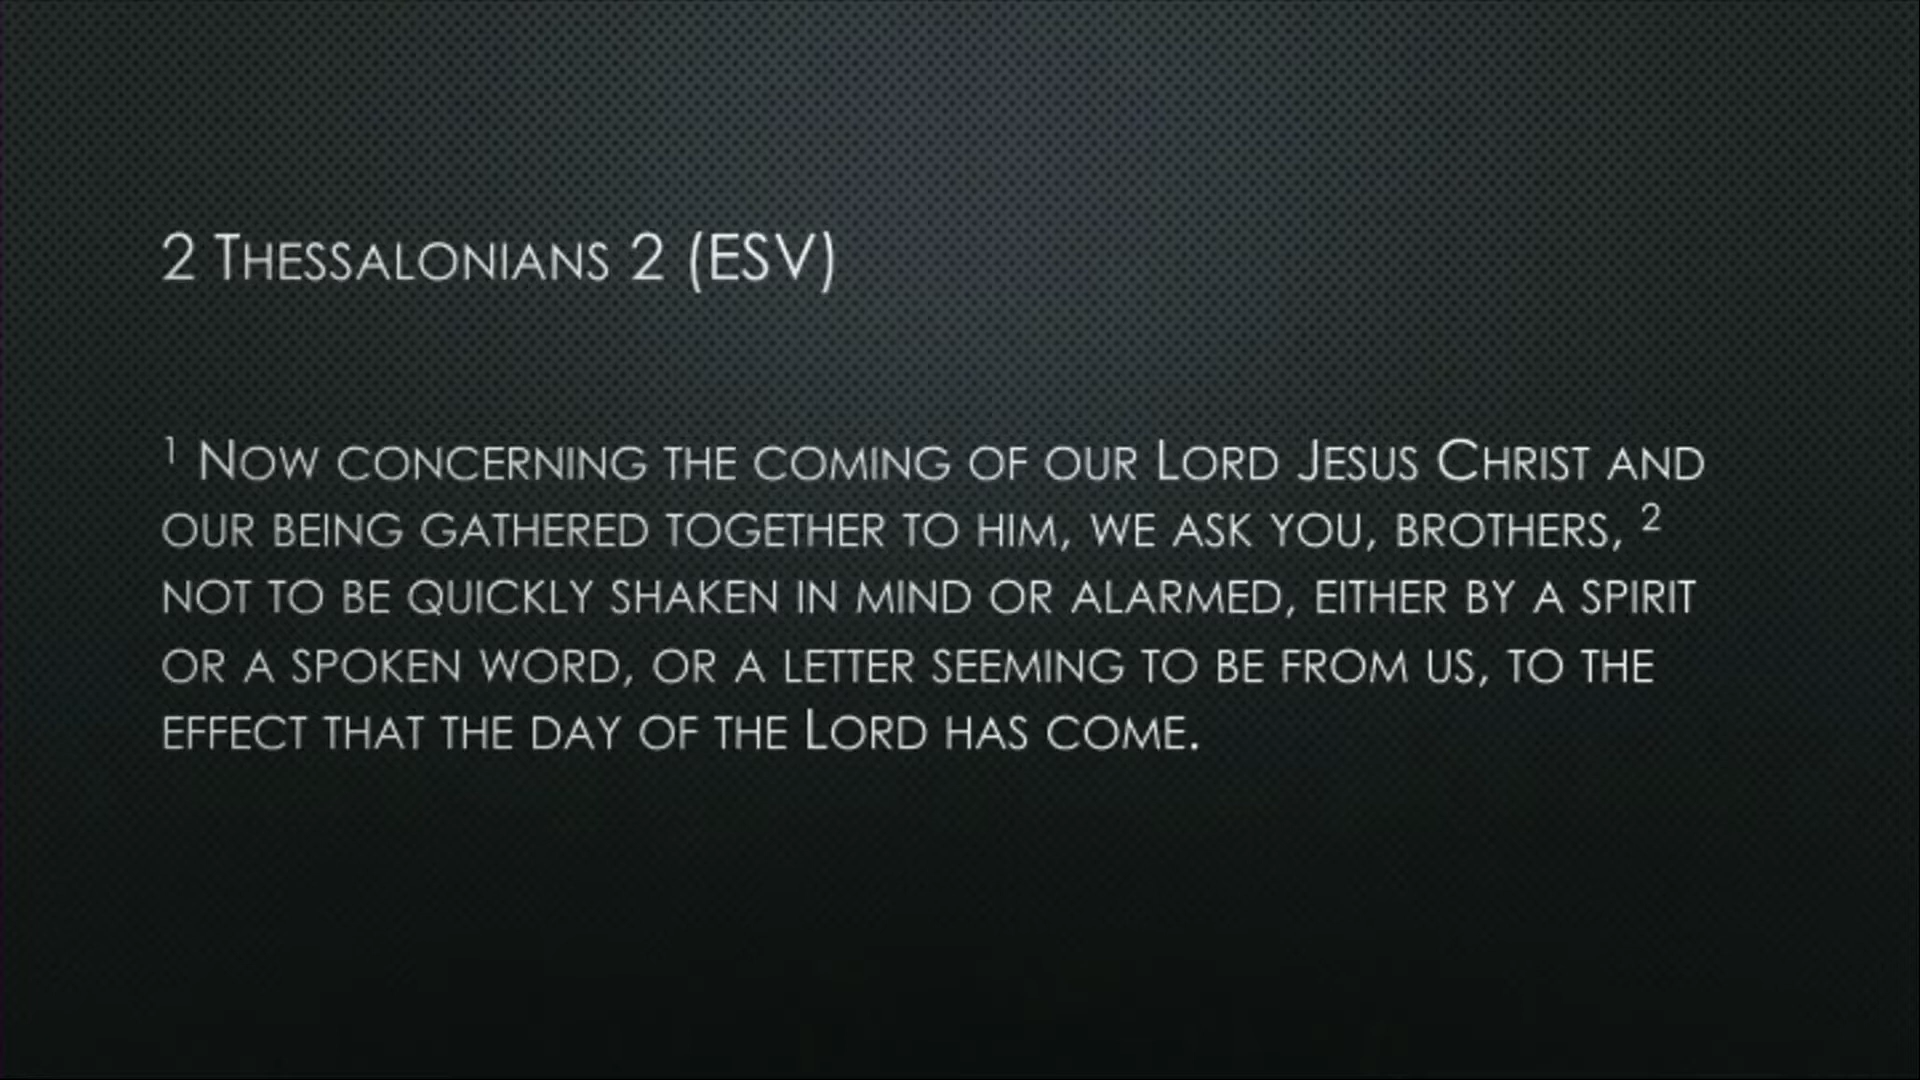 2 Thessalonians 2 (ESV)
1 Now concerning the coming of our Lord Jesus Christ and
our being gathered together to him, we ask you, brothers, 2
not to be quickly shaken in mind or alarmed, either by a spirit
or a spoken word, or a letter seeming to be from us, to the
effect that the day of the Lord has come.